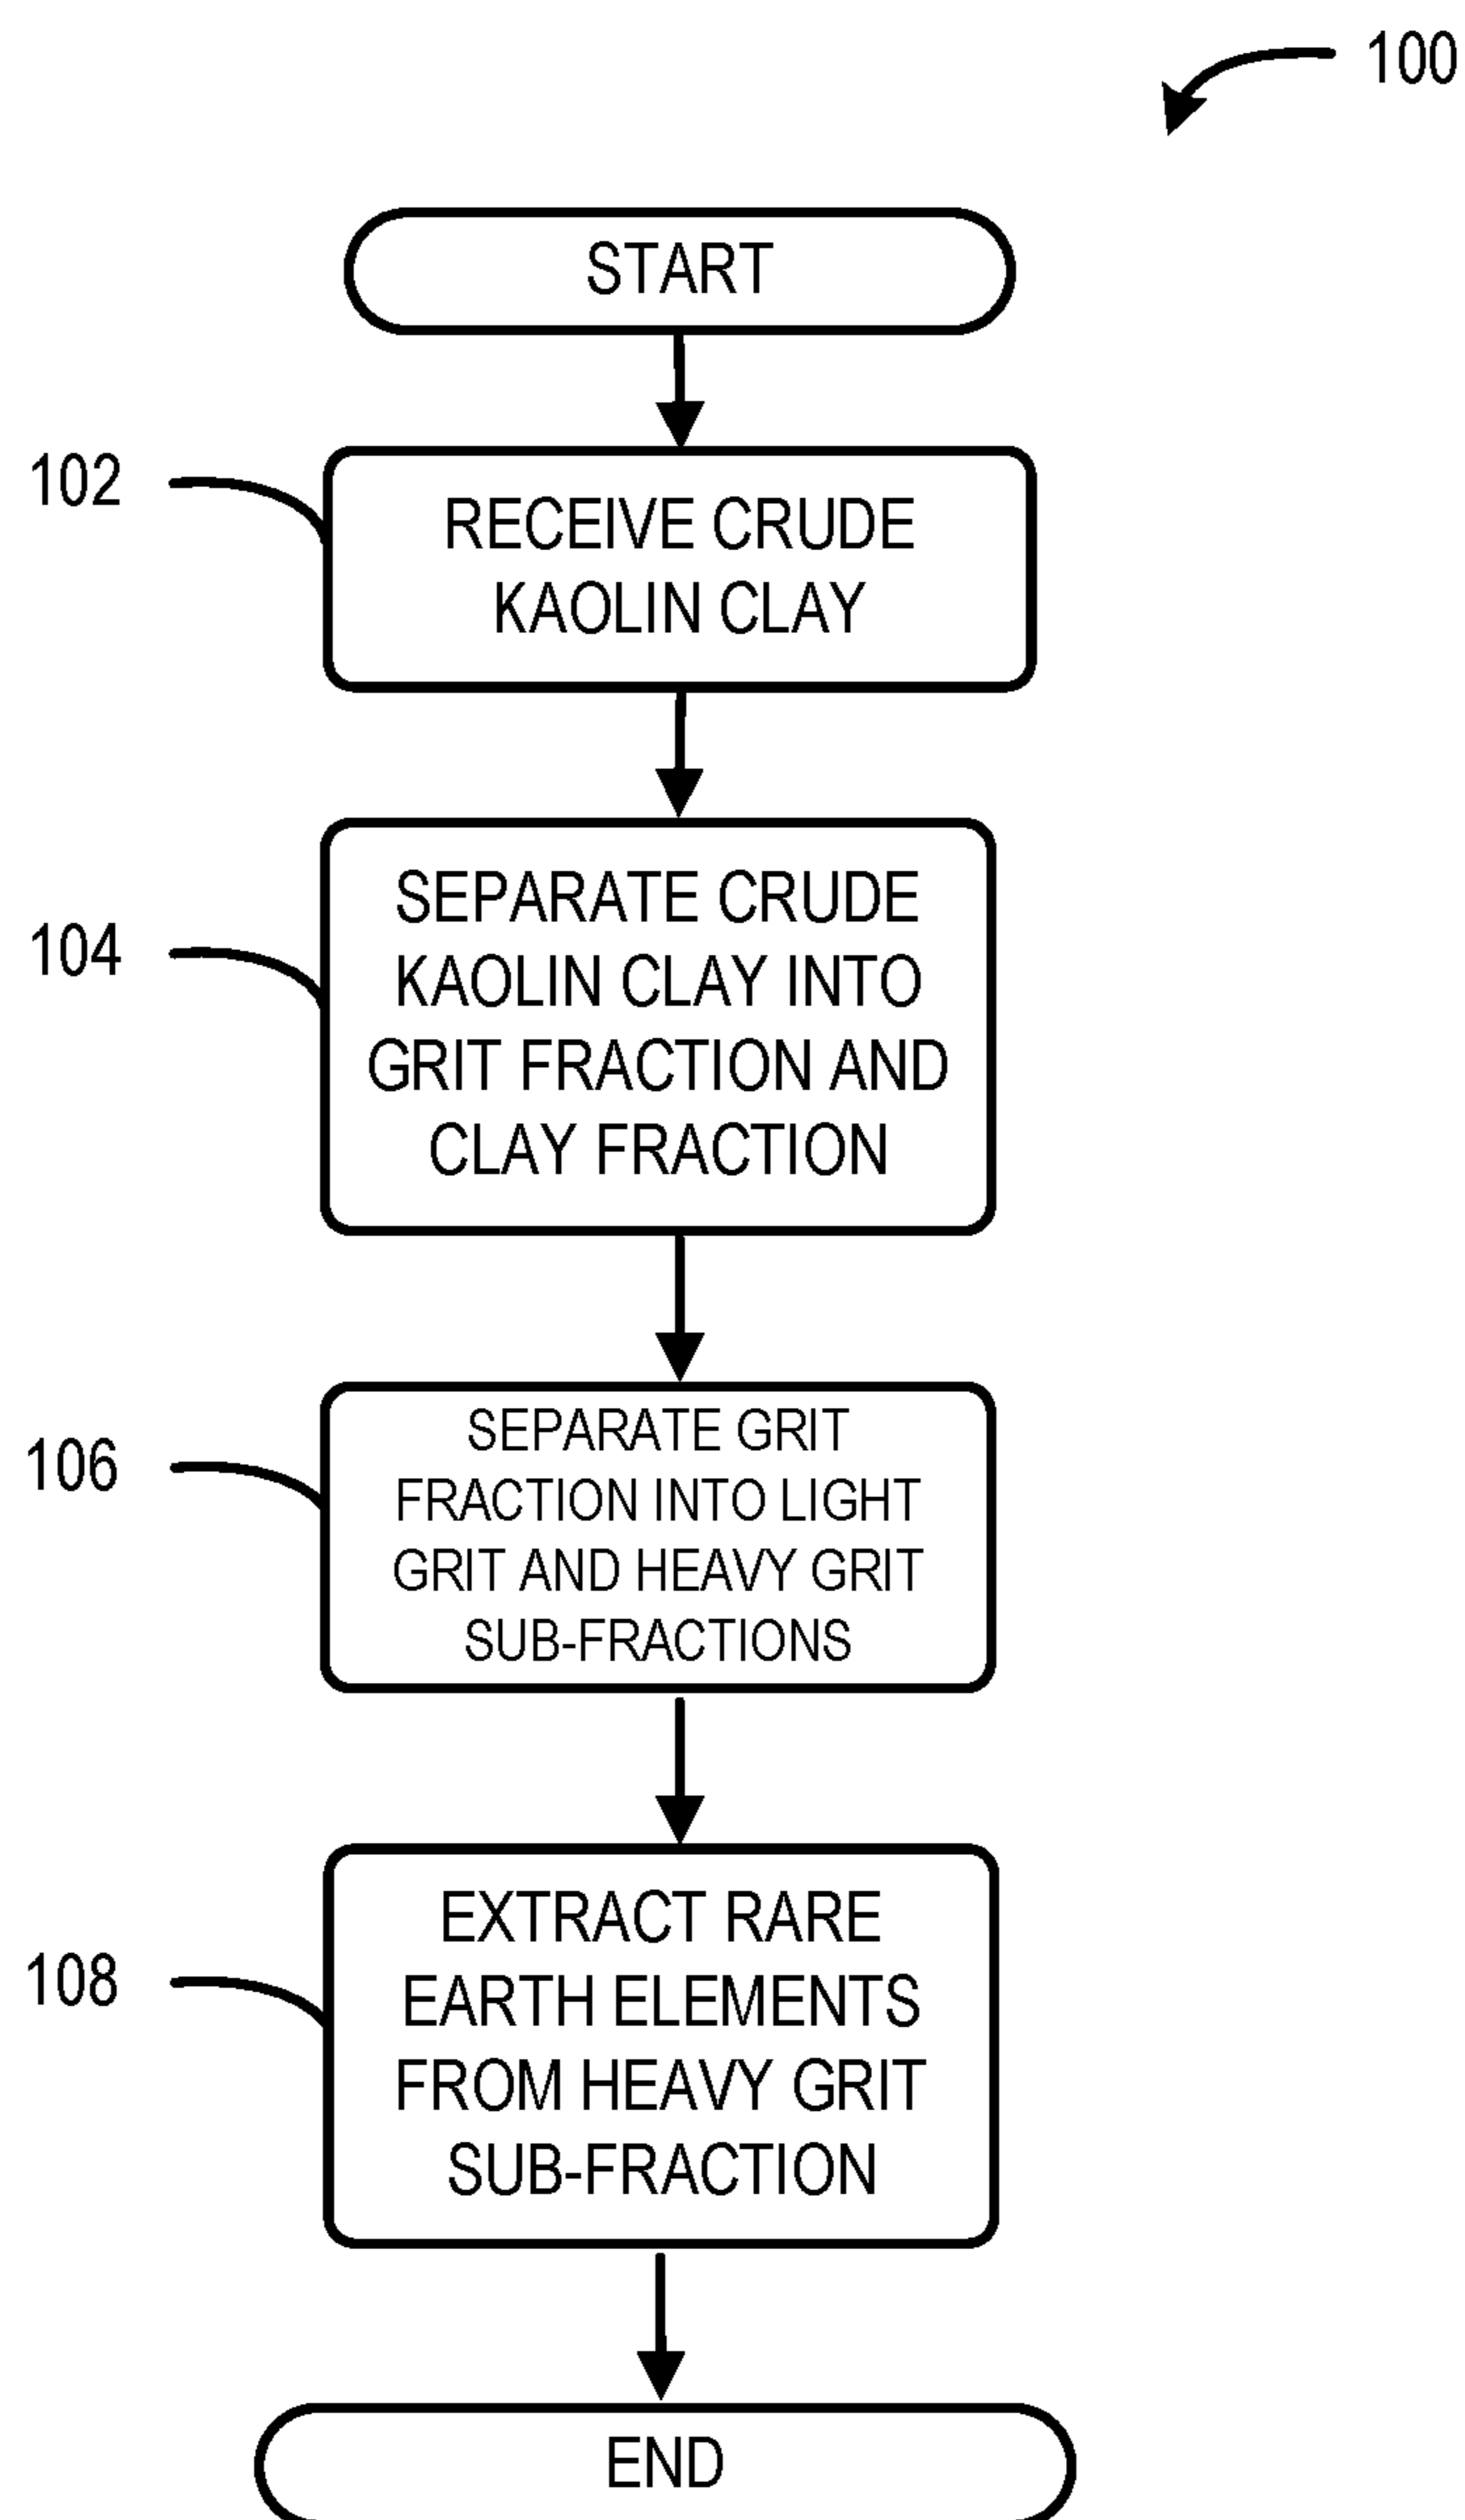 100
START
102
RECEIVE CRUDE
KAOLIN CLAY
104
SEPARATE CRUDE
KAOLIN CLAY INTO
GRIT FRACTION AND
CLAY FRACTION
106
SEPARATE GRIT
FRACTION INTO LIGHT
GRIT AND HEAVY GRIT
SUB-FRACTIONS
108
EXTRACT RARE
EARTH ELEMENTS
FROM HEAVY GRIT
SUB-FRACTION
END